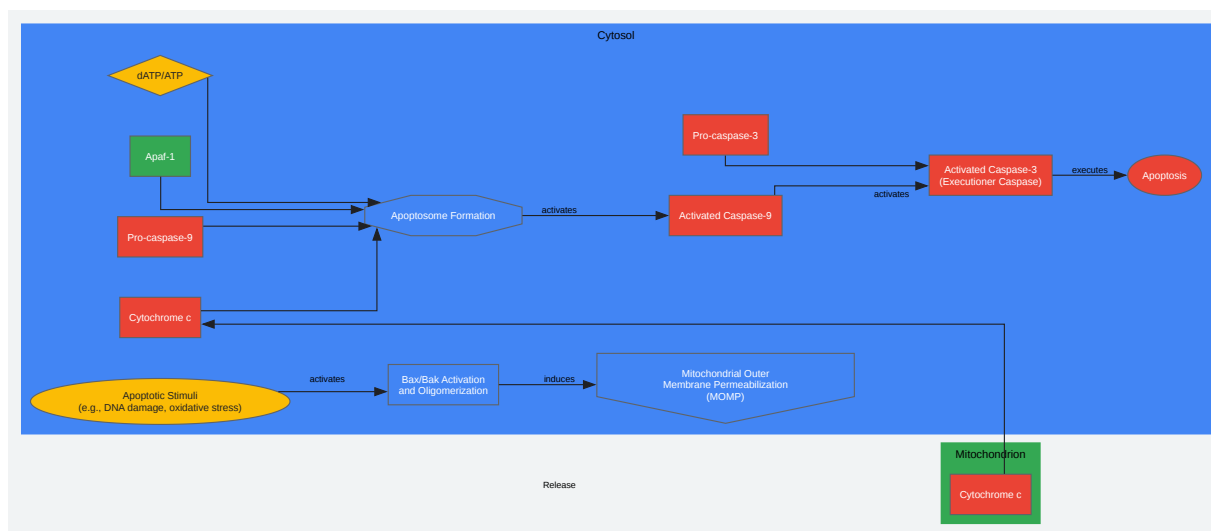 Cytosol
dATP/ATP
Apaf-1
Pro-caspase-9
Cytochrome c
Apoptosome Formation
activates
Activated Caspase-9
Pro-caspase-3
activates
Activated Caspase-3
(Executioner Caspase)
executes
Apoptosis
Apoptotic Stimuli
(e.g., DNA damage, oxidative stress)
activates
Bax/Bak Activation
and Oligomerization
induces
Mitochondrial Outer
Membrane Permeabilization
(MOMP)
Mitochondrion
Cytochrome c
Release